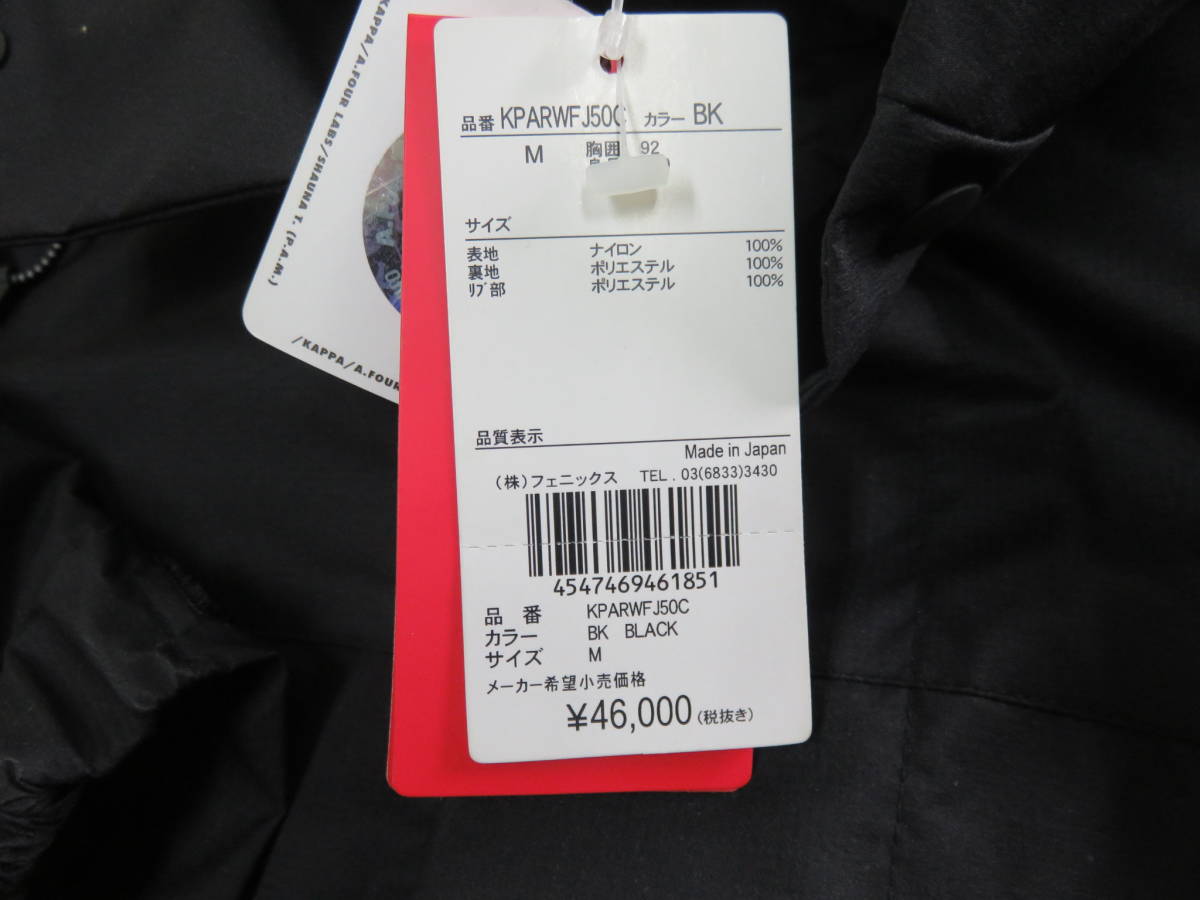 KAPPA/A.FOUR LABS/SHAUNA T. (P.A.M.)
/KAPPA/A.FOUR
品番 KPARWFJ50C カラー BK
M 胸囲 92
サイズ
表地 ナイロン 100%
裏地 ポリエステル 100%
ﾘﾌﾞ部 ポリエステル 100%
品質表示
Made in Japan
(株)フェニックス TEL. 03(6833)3430
4547469461851
品番 KPARWFJ50C
カラー BK BLACK
サイズ M
メーカー希望小売価格
¥46,000(税抜き)